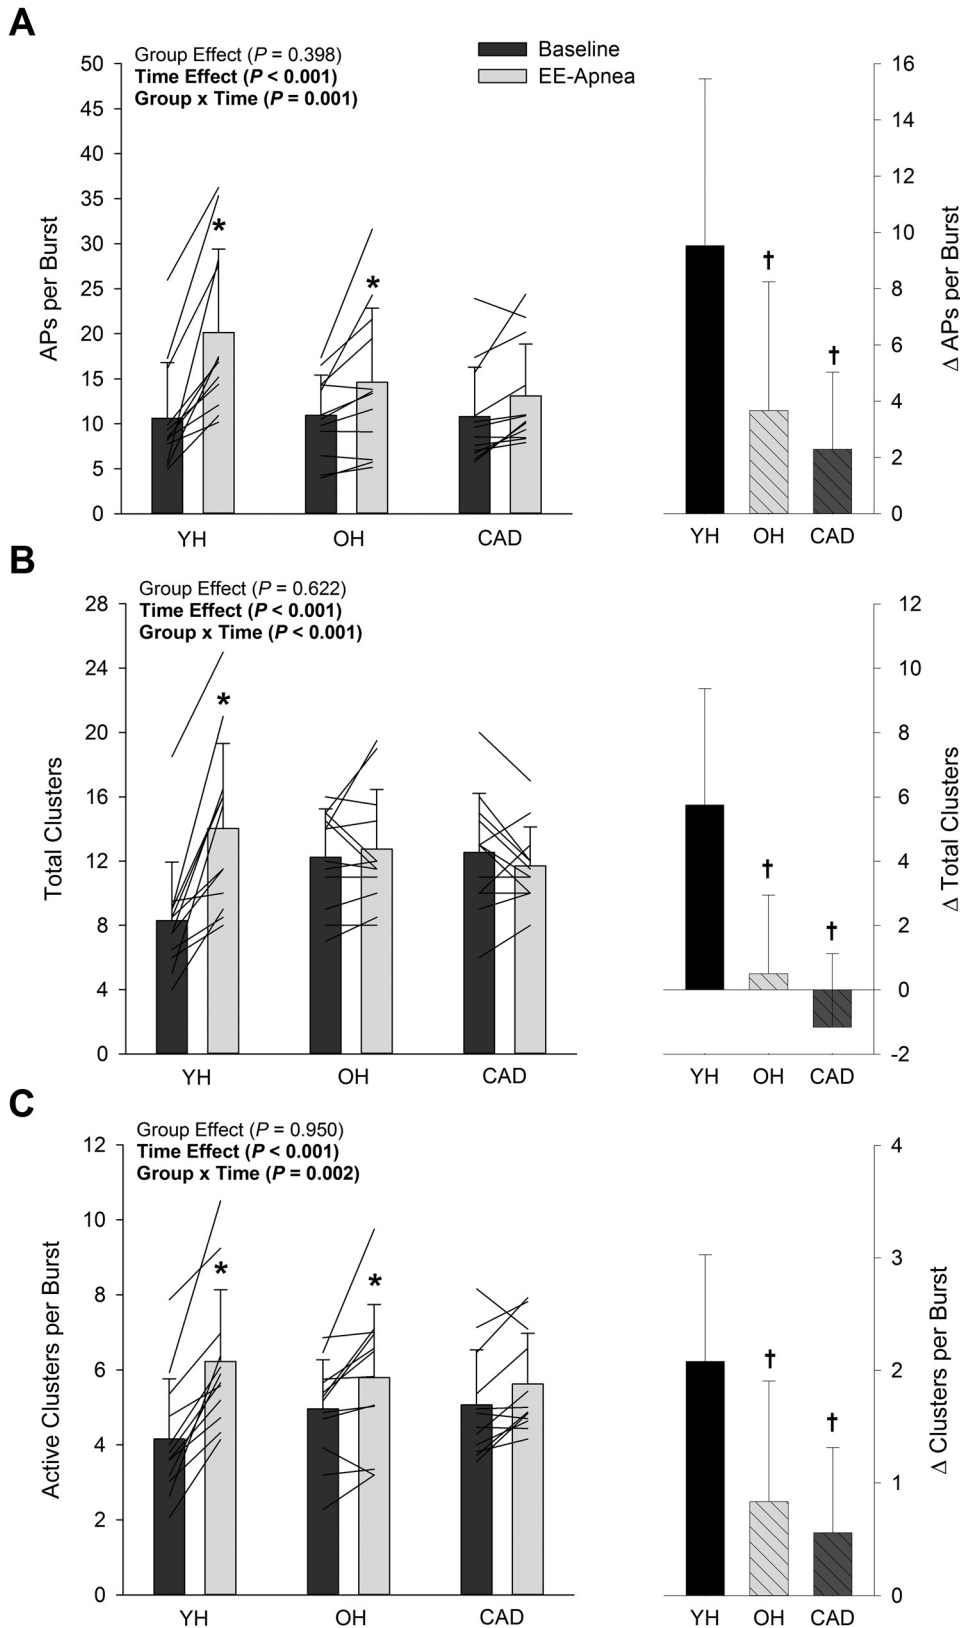 A
Group Effect (P = 0.398)
Time Effect (P < 0.001)
Group x Time (P = 0.001)
Baseline
EE-Apnea
50
45
40
35
30
25
20
15
10
5
0
APs per Burst
YH
OH
CAD
16
14
12
10
8
6
4
2
0
Δ APs per Burst
*
*
†
†
YH
OH
CAD
B
Group Effect (P = 0.622)
Time Effect (P < 0.001)
Group x Time (P < 0.001)
28
24
20
16
12
8
4
0
Total Clusters
*
YH
OH
CAD
12
10
8
6
4
2
0
-2
Δ Total Clusters
†
†
YH
OH
CAD
C
Group Effect (P = 0.950)
Time Effect (P < 0.001)
Group x Time (P = 0.002)
12
10
8
6
4
2
0
Active Clusters per Burst
*
*
YH
OH
CAD
4
3
2
1
0
Δ Clusters per Burst
†
†
YH
OH
CAD